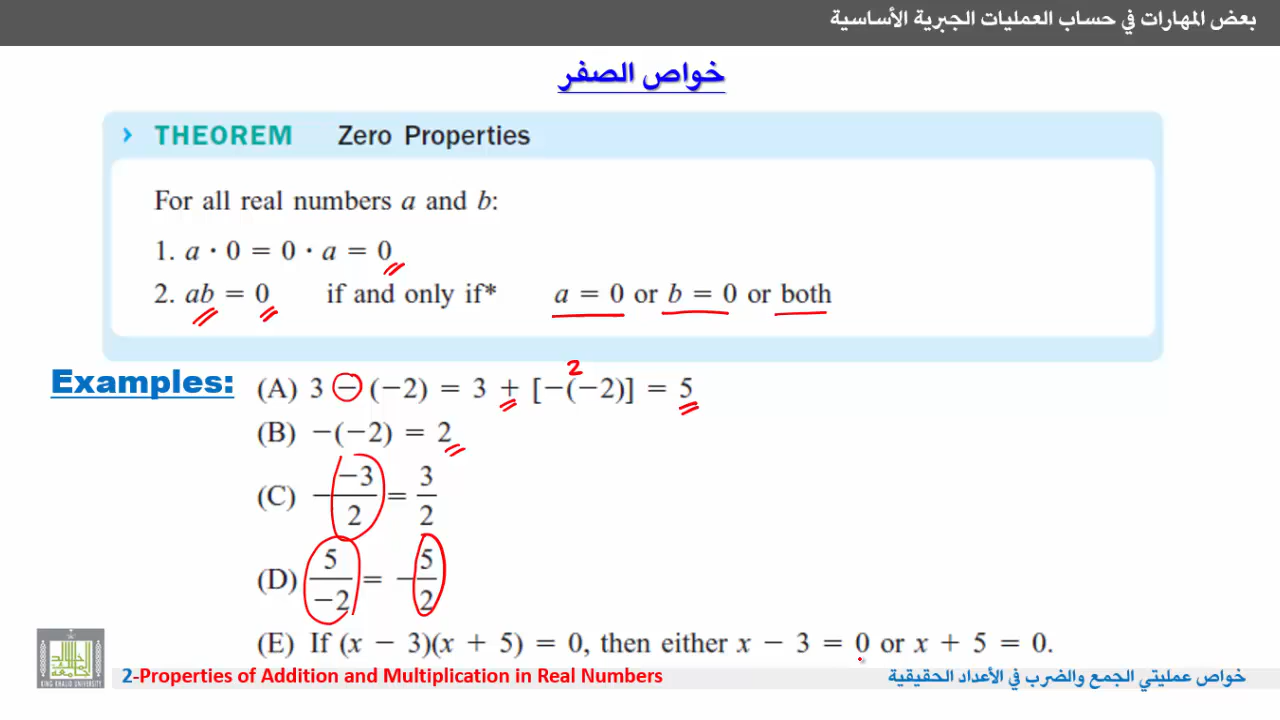 بعض المهارات في حساب العمليات الجبرية الأساسية
خواص الصفر
› THEOREM Zero Properties
For all real numbers a and b:
1. a · 0 = 0 · a = 0
2. ab = 0 if and only if* a = 0 or b = 0 or both
2
Examples: (A) 3 − (−2) = 3 + [−(−2)] = 5
(B) −(−2) = 2
(C) − −3/2 = 3/2
(D) 5/−2 = − 5/2
(E) If (x − 3)(x + 5) = 0, then either x − 3 = 0 or x + 5 = 0.
KING KHALID UNIVERSITY
2-Properties of Addition and Multiplication in Real Numbers
خواص عمليتي الجمع والضرب في الأعداد الحقيقية